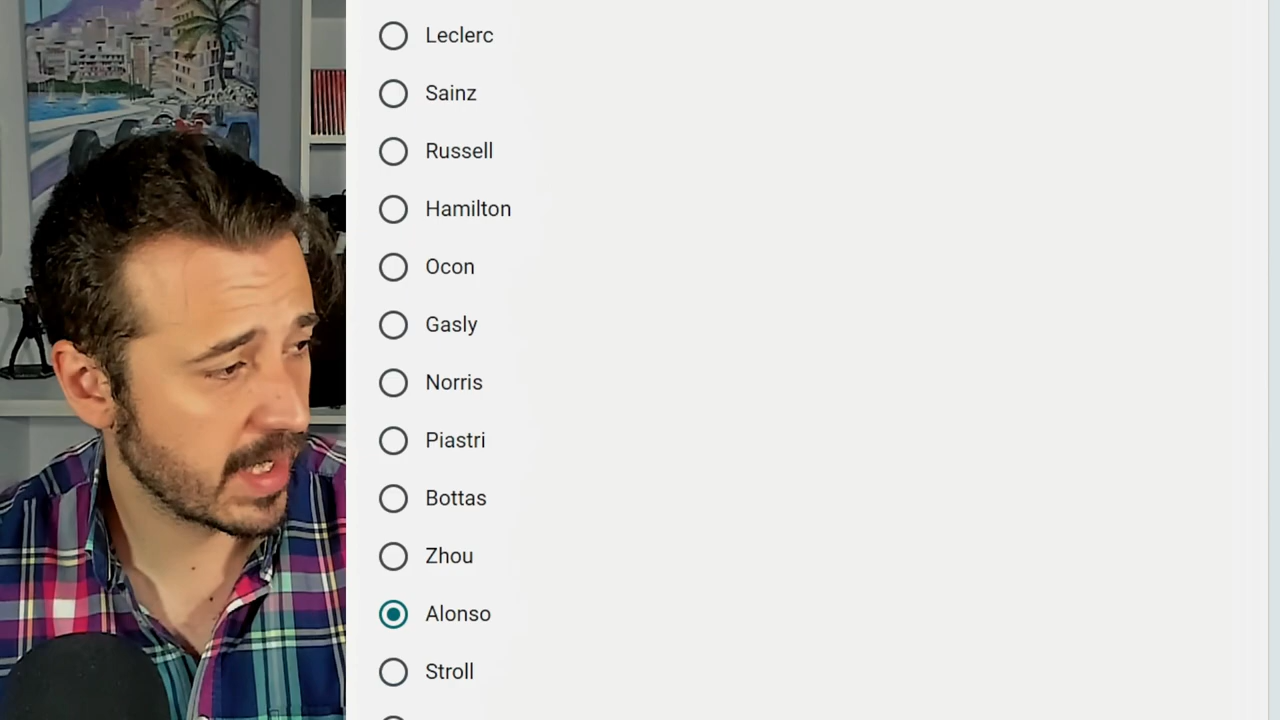 Leclerc
Sainz
Russell
Hamilton
Ocon
Gasly
Norris
Piastri
Bottas
Zhou
Alonso
Stroll